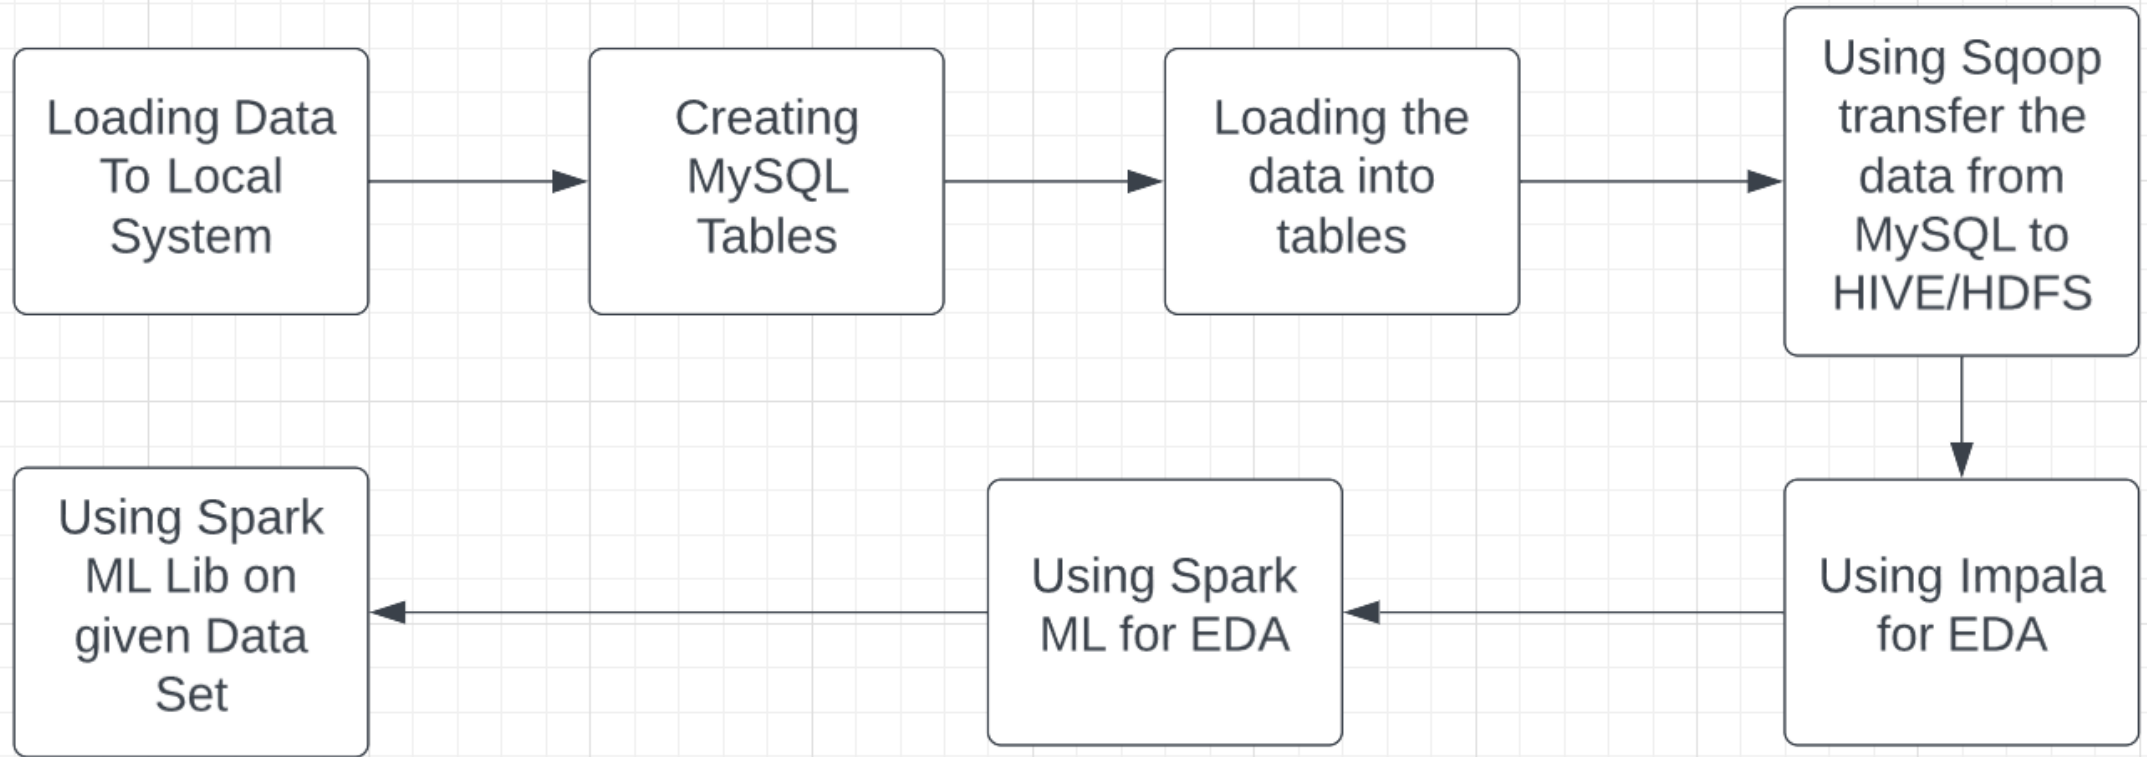 Loading Data
To Local
System
Creating
MySQL
Tables
Loading the
data into
tables
Using Sqoop
transfer the
data from
MySQL to
HIVE/HDFS
Using Impala
for EDA
Using Spark
ML for EDA
Using Spark
ML Lib on
given Data
Set